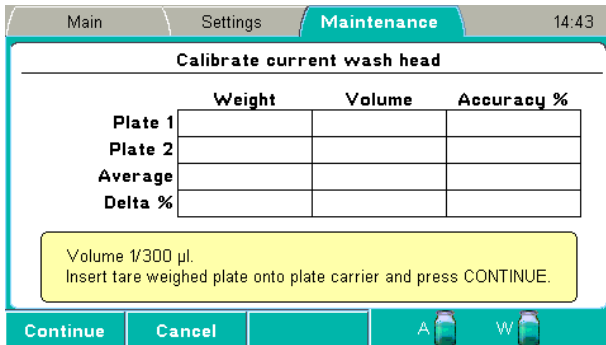 Main Settings Maintenance 14:43
Calibrate current wash head
Weight Volume Accuracy %
Plate 1
Plate 2
Average
Delta %
Volume 1/300 µl.
Insert tare weighed plate onto plate carrier and press CONTINUE.
Continue Cancel A W